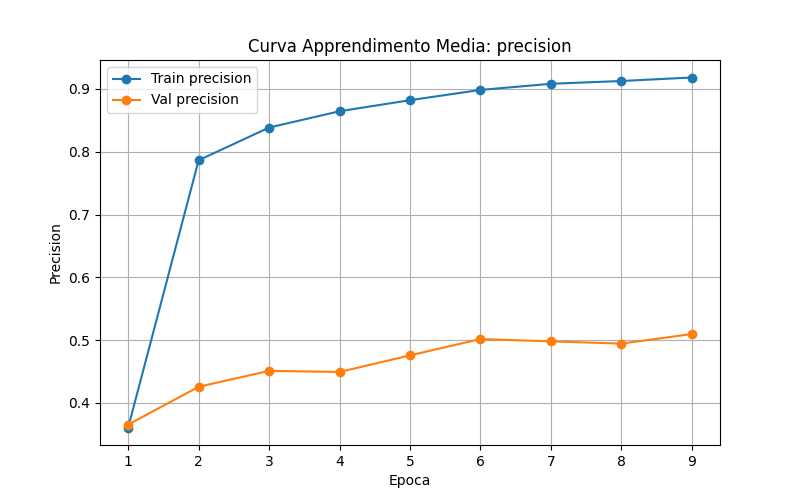 Curva Apprendimento Media: precision
Train precision
Val precision
0.9
0.8
0.7
0.6
0.5
0.4
Precision
1 2 3 4 5 6 7 8 9
Epoca